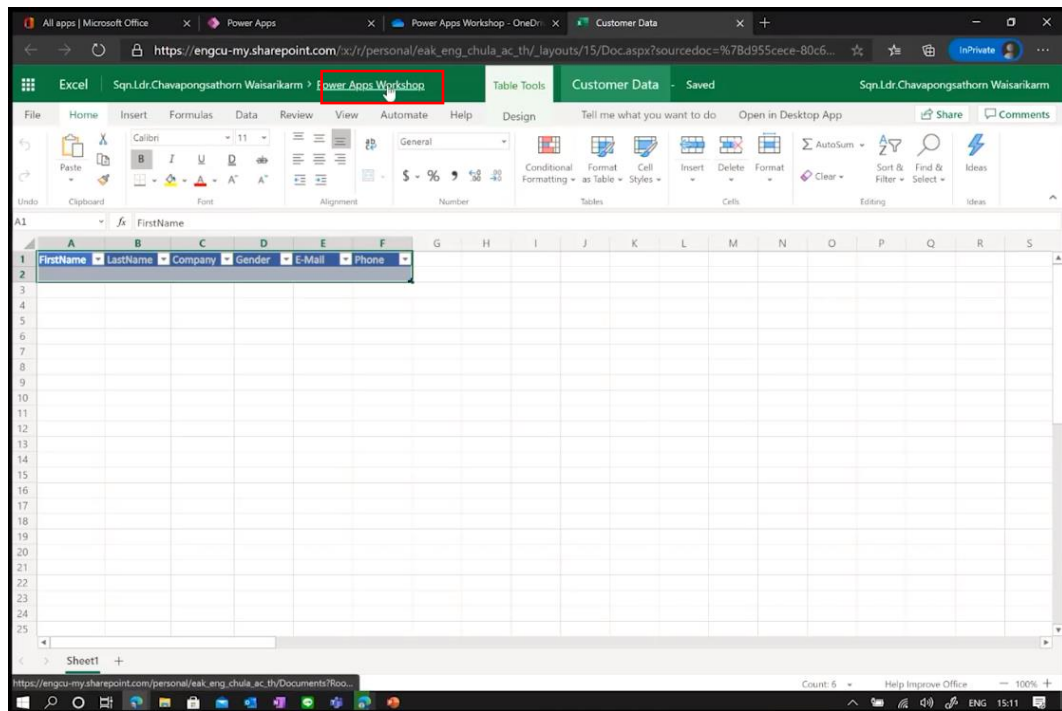 All apps | Microsoft Office
Power Apps
Power Apps Workshop - OneDri
Customer Data
https://engcu-my.sharepoint.com/:x:/r/personal/eak_eng_chula_ac_th/_layouts/15/Doc.aspx?sourcedoc=%7Bd955cece-80c6...
InPrivate
Excel
Sqn.Ldr.Chavapongsathorn Waisarikarm > Power Apps Workshop
Table Tools
Customer Data - Saved
Sqn.Ldr.Chavapongsathorn Waisarikarm
File Home Insert Formulas Data Review View Automate Help Design Tell me what you want to do Open in Desktop App Share Comments
Calibri 11 General AutoSum
Paste B I U D ab $ % Conditional Formatting Format as Table Cell Styles Insert Delete Format Clear Sort & Filter Find & Select Ideas
Undo Clipboard Font Alignment Number Tables Cells Editing Ideas
A1 fx FirstName
A B C D E F G H I J K L M N O P Q R S
1 FirstName LastName Company Gender E-Mail Phone
2
3
4
5
6
7
8
9
10
11
12
13
14
15
16
17
18
19
20
21
22
23
24
25
Sheet1 +
https://engcu-my.sharepoint.com/personal/eak_eng_chula_ac_th/Documents?Roo...
Count: 6 Help Improve Office — 100% +
ENG 15:11